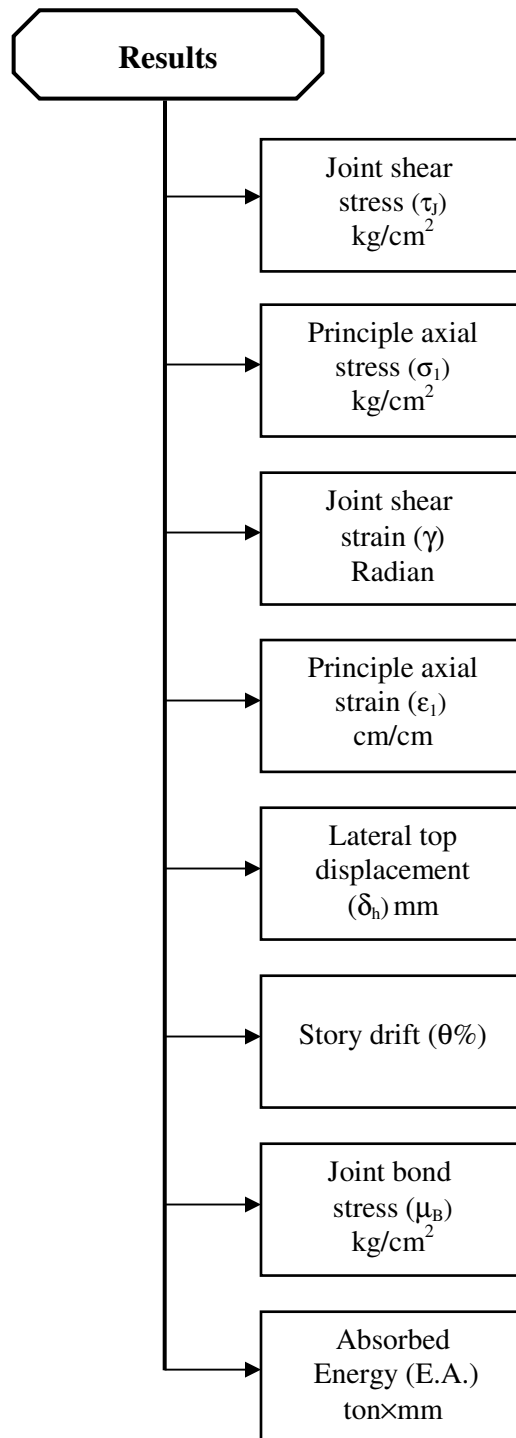 Results
Joint shear
stress (τJ)
kg/cm²
Principle axial
stress (σ₁)
kg/cm²
Joint shear
strain (γ)
Radian
Principle axial
strain (ε₁)
cm/cm
Lateral top
displacement
(δₕ) mm
Story drift (θ%)
Joint bond
stress (μB)
kg/cm²
Absorbed
Energy (E.A.)
ton×mm